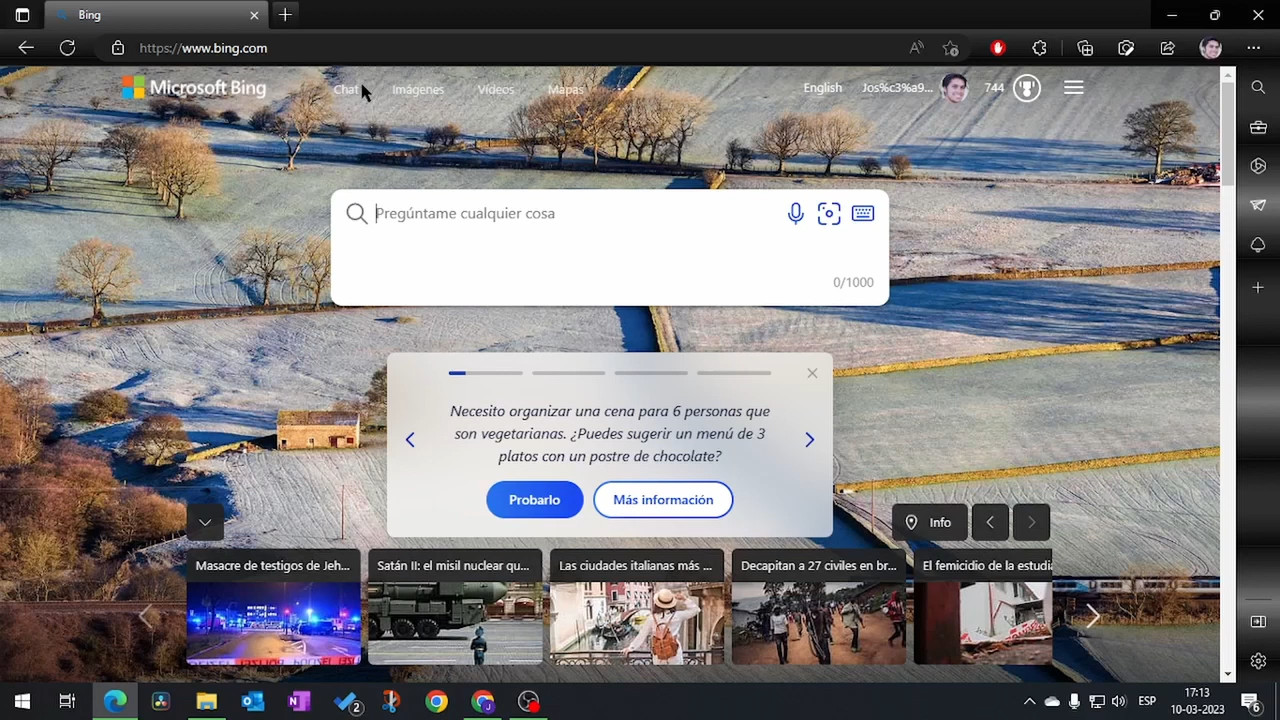 Bing
https://www.bing.com
Microsoft Bing
Chat
Imágenes
Vídeos
Mapas
English
Jos%c3%a9...
744
Pregúntame cualquier cosa
0/1000
Necesito organizar una cena para 6 personas que
son vegetarianas. ¿Puedes sugerir un menú de 3
platos con un postre de chocolate?
Probarlo
Más información
Info
Masacre de testigos de Jeh...
Satán II: el misil nuclear qu...
Las ciudades italianas más ...
Decapitan a 27 civiles en br...
El femicidio de la estudia
2
ESP
17:13
10-03-2023
6